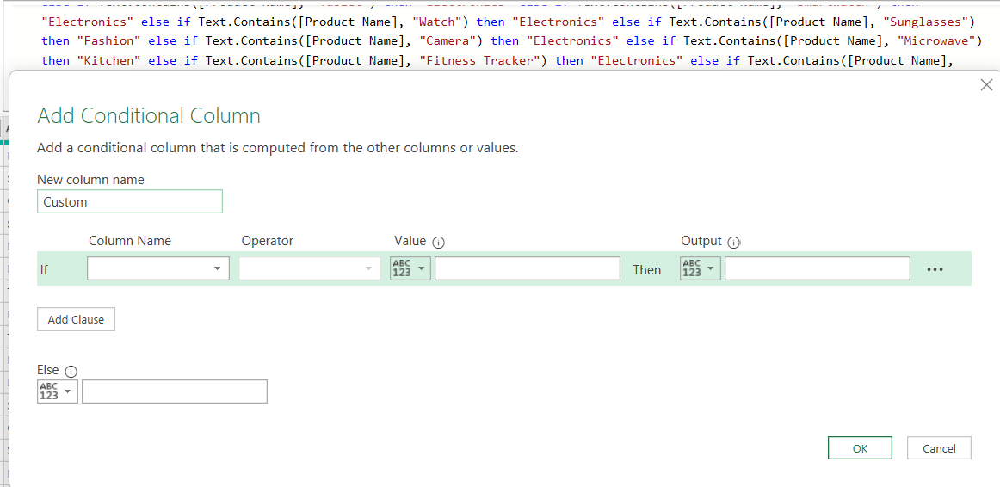 "Electronics" else if Text.Contains([Product Name], "Watch") then "Electronics" else if Text.Contains([Product Name], "Sunglasses")
then "Fashion" else if Text.Contains([Product Name], "Camera") then "Electronics" else if Text.Contains([Product Name], "Microwave")
then "Kitchen" else if Text.Contains([Product Name], "Fitness Tracker") then "Electronics" else if Text.Contains([Product Name],
Add Conditional Column
Add a conditional column that is computed from the other columns or values.
New column name
Custom
Column Name Operator Value Output
If ABC 123 Then ABC 123 •••
Add Clause
Else
ABC 123
OK Cancel